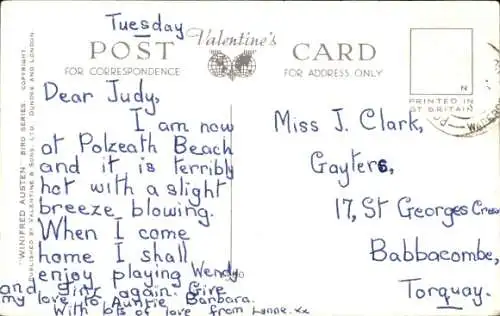 Tuesday
POST
Valentine's
CARD
FOR CORRESPONDENCE
FOR ADDRESS ONLY
N
PRINTED IN
GT BRITAIN
"WINIFRED AUSTEN" BIRD SERIES. COPYRIGHT.
PUBLISHED BY VALENTINE & SONS, LTD. DUNDEE AND LONDON.
Dear Judy,
I am now
at Polzeath Beach
and it is terribly
hot with a slight
breeze blowing.
When I come
home I shall
enjoy playing Wendy
and again. Give
my love to Auntie Barbara.
With lots of love from Lynne. xx
Miss J. Clark,
Gayters,
17, St Georges Cres
Babbacombe,
Torquay.